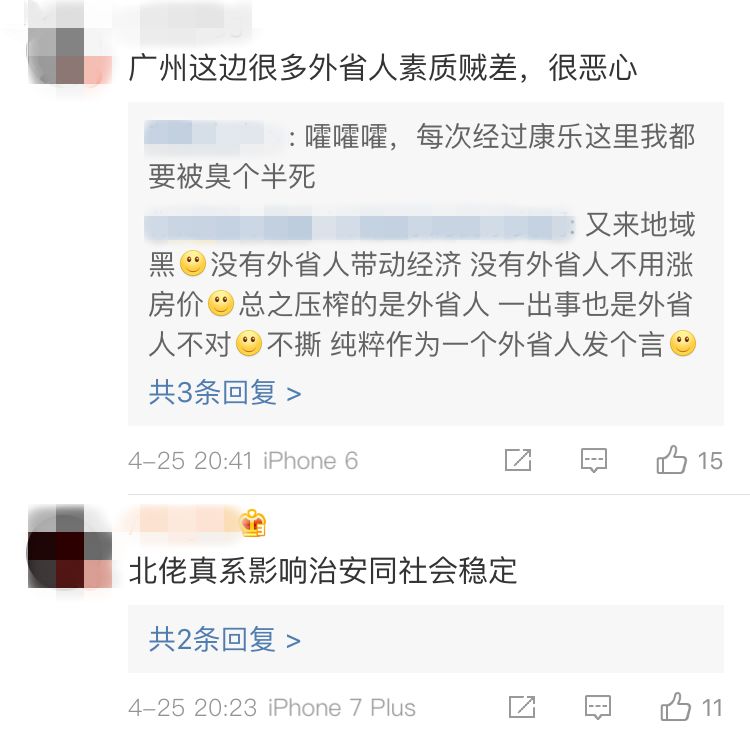 广州这边很多外省人素质贼差，很恶心
: 嚯嚯嚯，每次经过康乐这里我都
要被臭个半死
: 又来地域
黑没有外省人带动经济 没有外省人不用涨
房价总之压榨的是外省人 一出事也是外省
人不对不撕 纯粹作为一个外省人发个言
共3条回复 >
4-25 20:41 iPhone 6
15
北佬真系影响治安同社会稳定
共2条回复 >
4-25 20:23 iPhone 7 Plus
11